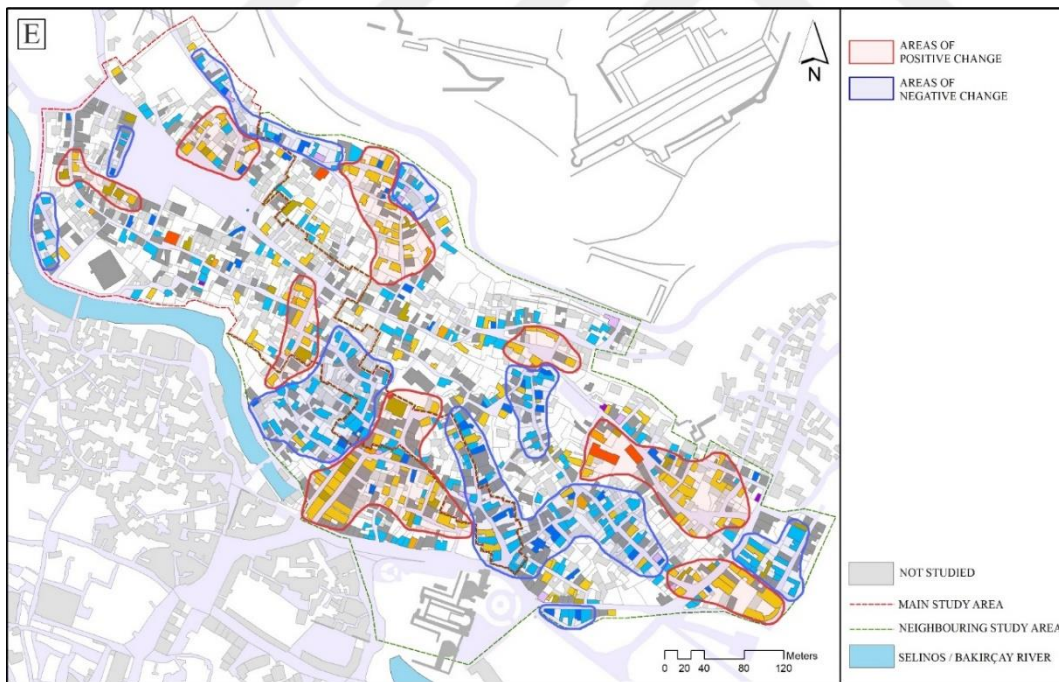 E
N
AREAS OF
POSITIVE CHANGE
AREAS OF
NEGATIVE CHANGE
NOT STUDIED
MAIN STUDY AREA
NEIGHBOURING STUDY AREA
SELINOS / BAKIRÇAY RIVER
Meters
0 20 40 80 120